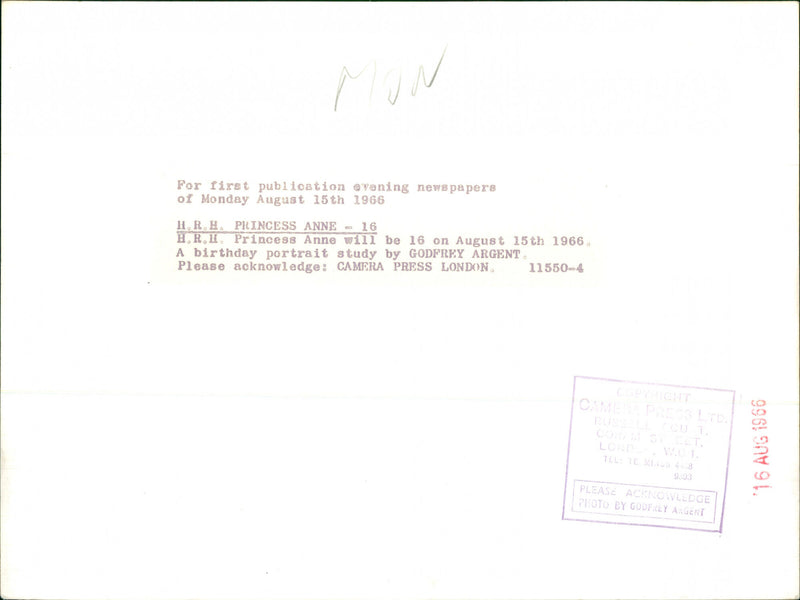 MON
For first publication evening newspapers
of Monday August 15th 1966
H.R.H. PRINCESS ANNE - 16
H.R.H. Princess Anne will be 16 on August 15th 1966.
A birthday portrait study by GODFREY ARGENT.
Please acknowledge: CAMERA PRESS LONDON. 11550-4
COPYRIGHT
CAMERA PRESS LTD.
RUSSELL
W.C.1.
PLEASE ACKNOWLEDGE
PHOTO BY GODFREY ARGENT
'16 AUG 1966